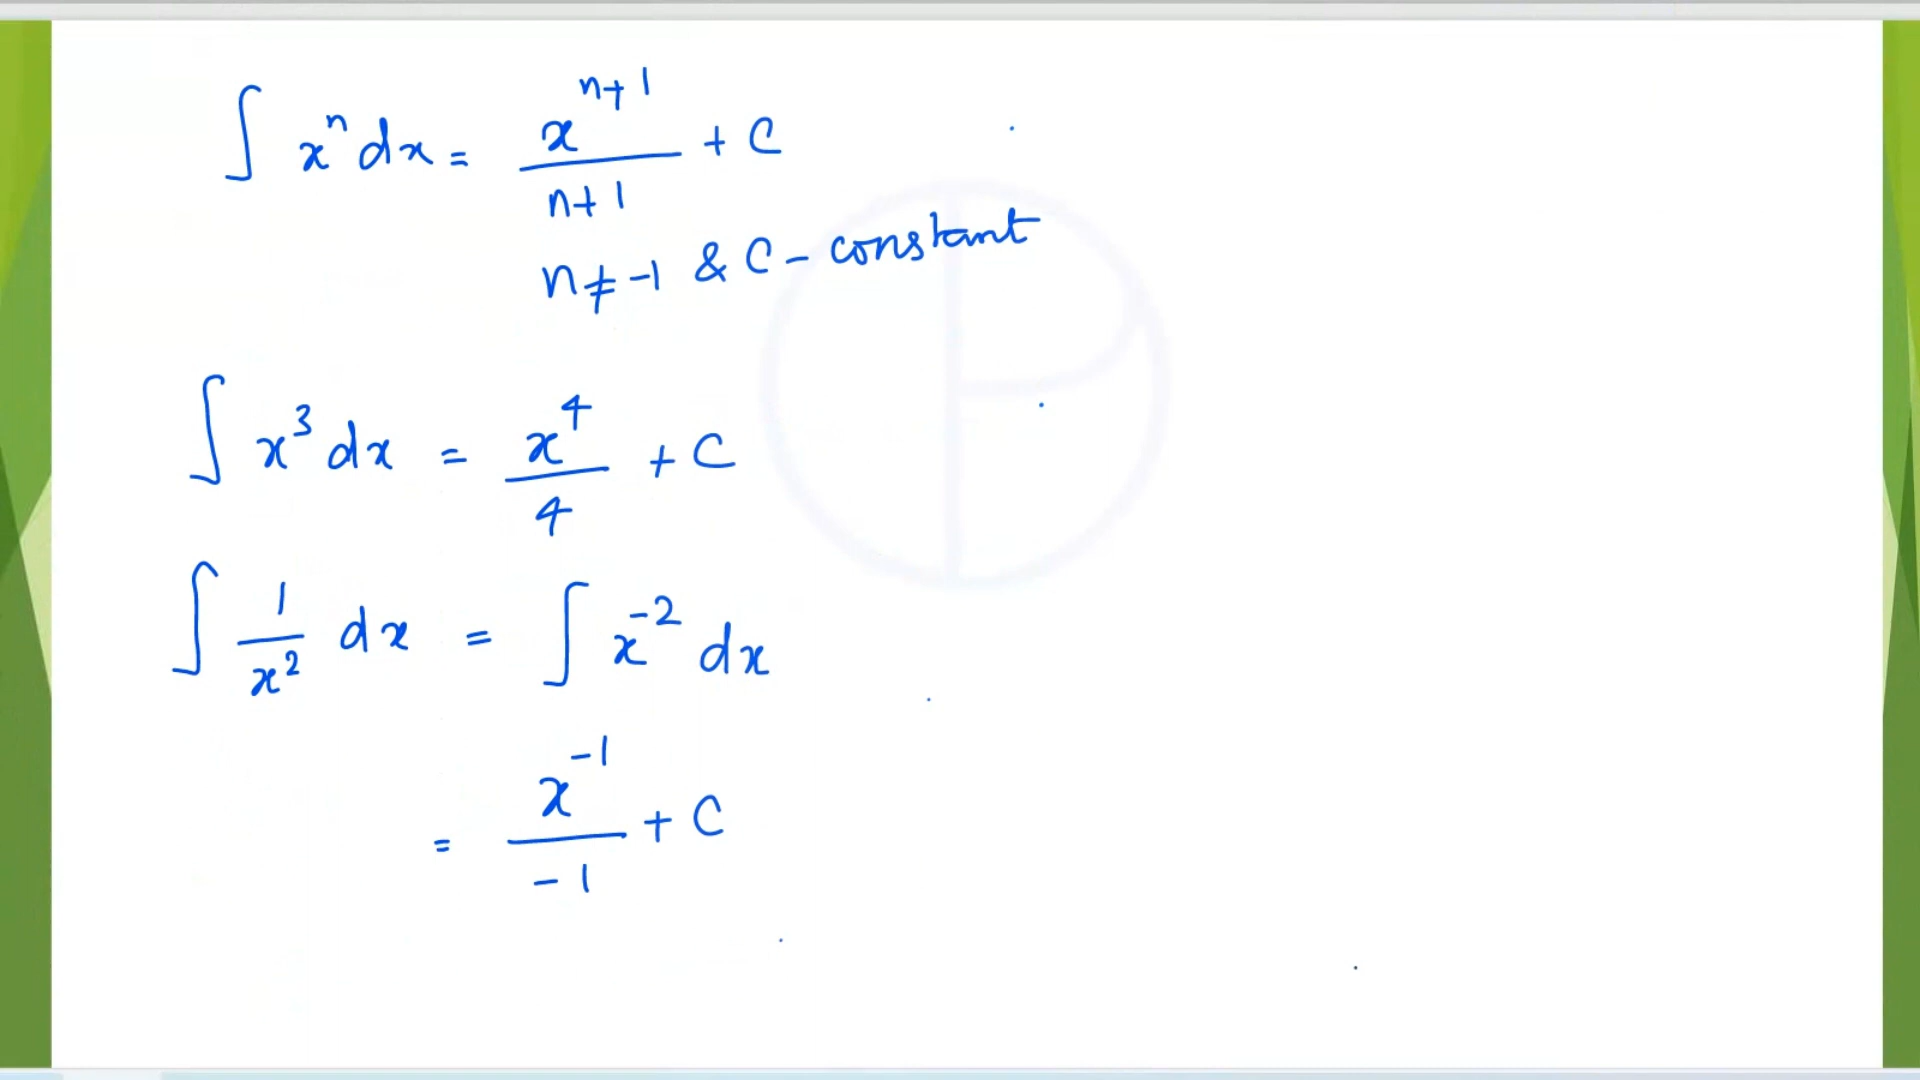 ∫ xⁿ dx = xⁿ⁺¹/(n+1) + C
n ≠ -1 & C - constant
∫ x³ dx = x⁴/4 + C
∫ 1/x² dx = ∫ x⁻² dx
= x⁻¹/-1 + C